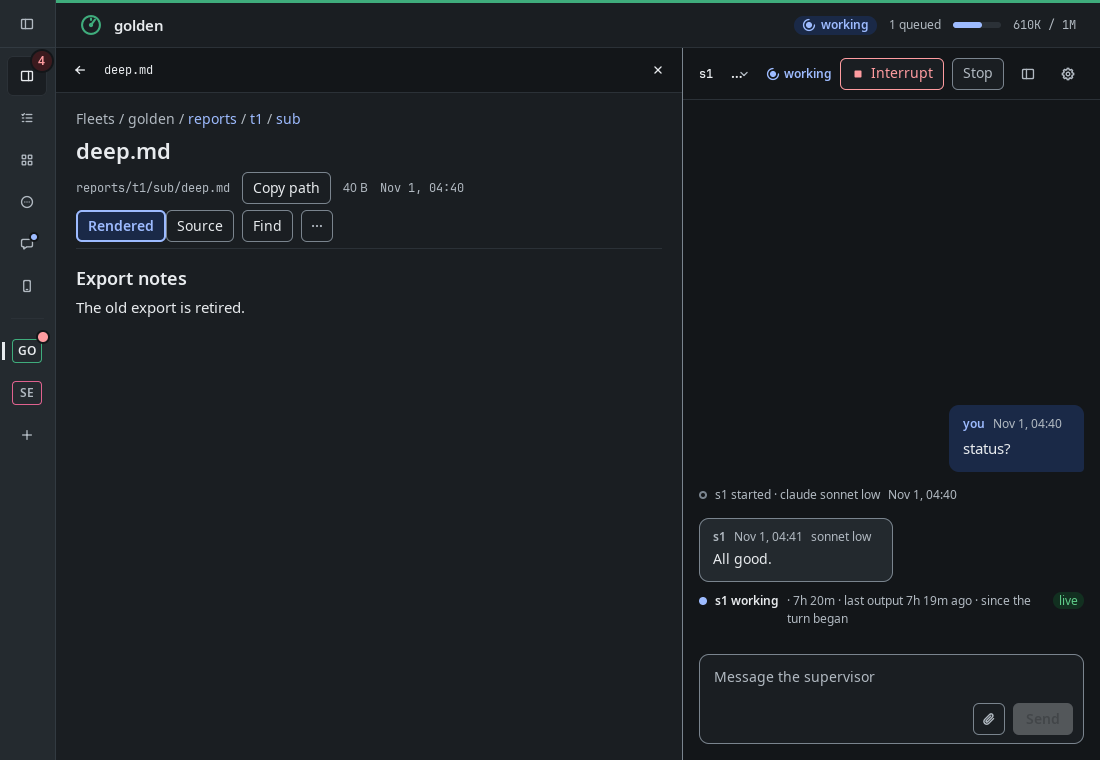 golden
working
1 queued
610K / 1M
4
deep.md
s1
...
working
Interrupt
Stop
Fleets / golden / reports / t1 / sub
deep.md
reports/t1/sub/deep.md
Copy path
40 B
Nov 1, 04:40
Rendered
Source
Find
···
Export notes
The old export is retired.
GO
SE
you Nov 1, 04:40
status?
s1 started · claude sonnet low Nov 1, 04:40
s1 Nov 1, 04:41 sonnet low
All good.
s1 working · 7h 20m · last output 7h 19m ago · since the
turn began
live
Message the supervisor
Send